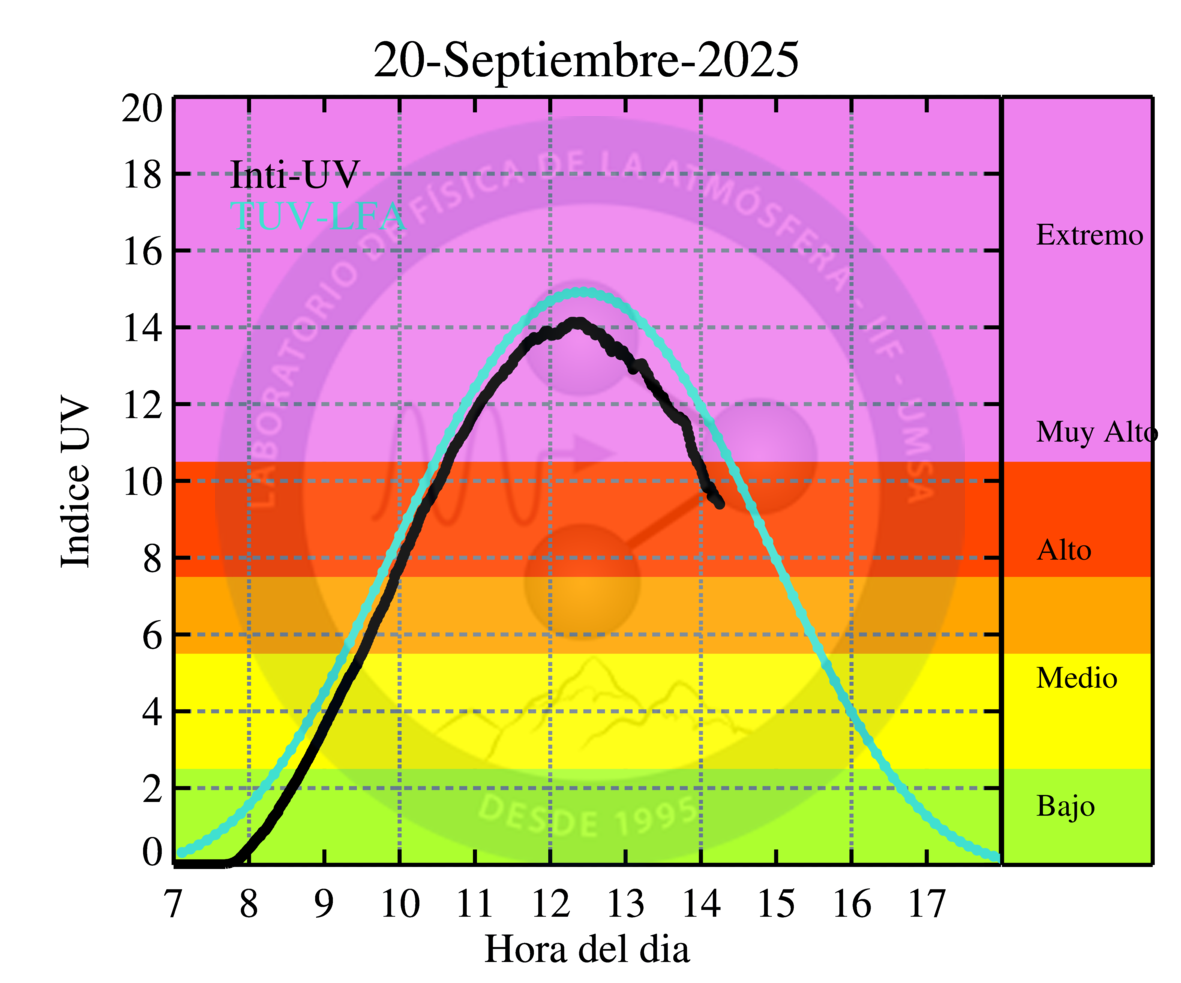 20-Septiembre-2025
Inti-UV
TUV-LFA
LABORATORIO DE FÍSICA DE LA ATMÓSFERA - IIF - UMSA
DESDE 1995
Indice UV
20
18
16
14
12
10
8
6
4
2
0
Extremo
Muy Alto
Alto
Medio
Bajo
7 8 9 10 11 12 13 14 15 16 17
Hora del dia